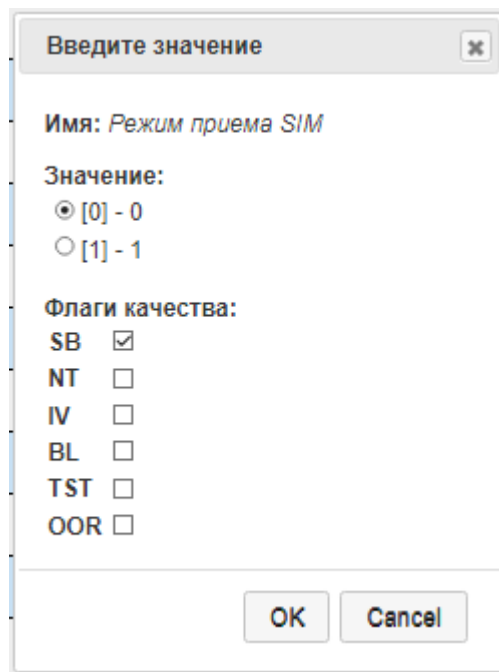 Введите значение
Имя: Режим приема SIM
Значение:
[0] - 0
[1] - 1
Флаги качества:
SB
NT
IV
BL
TST
OOR
OK Cancel